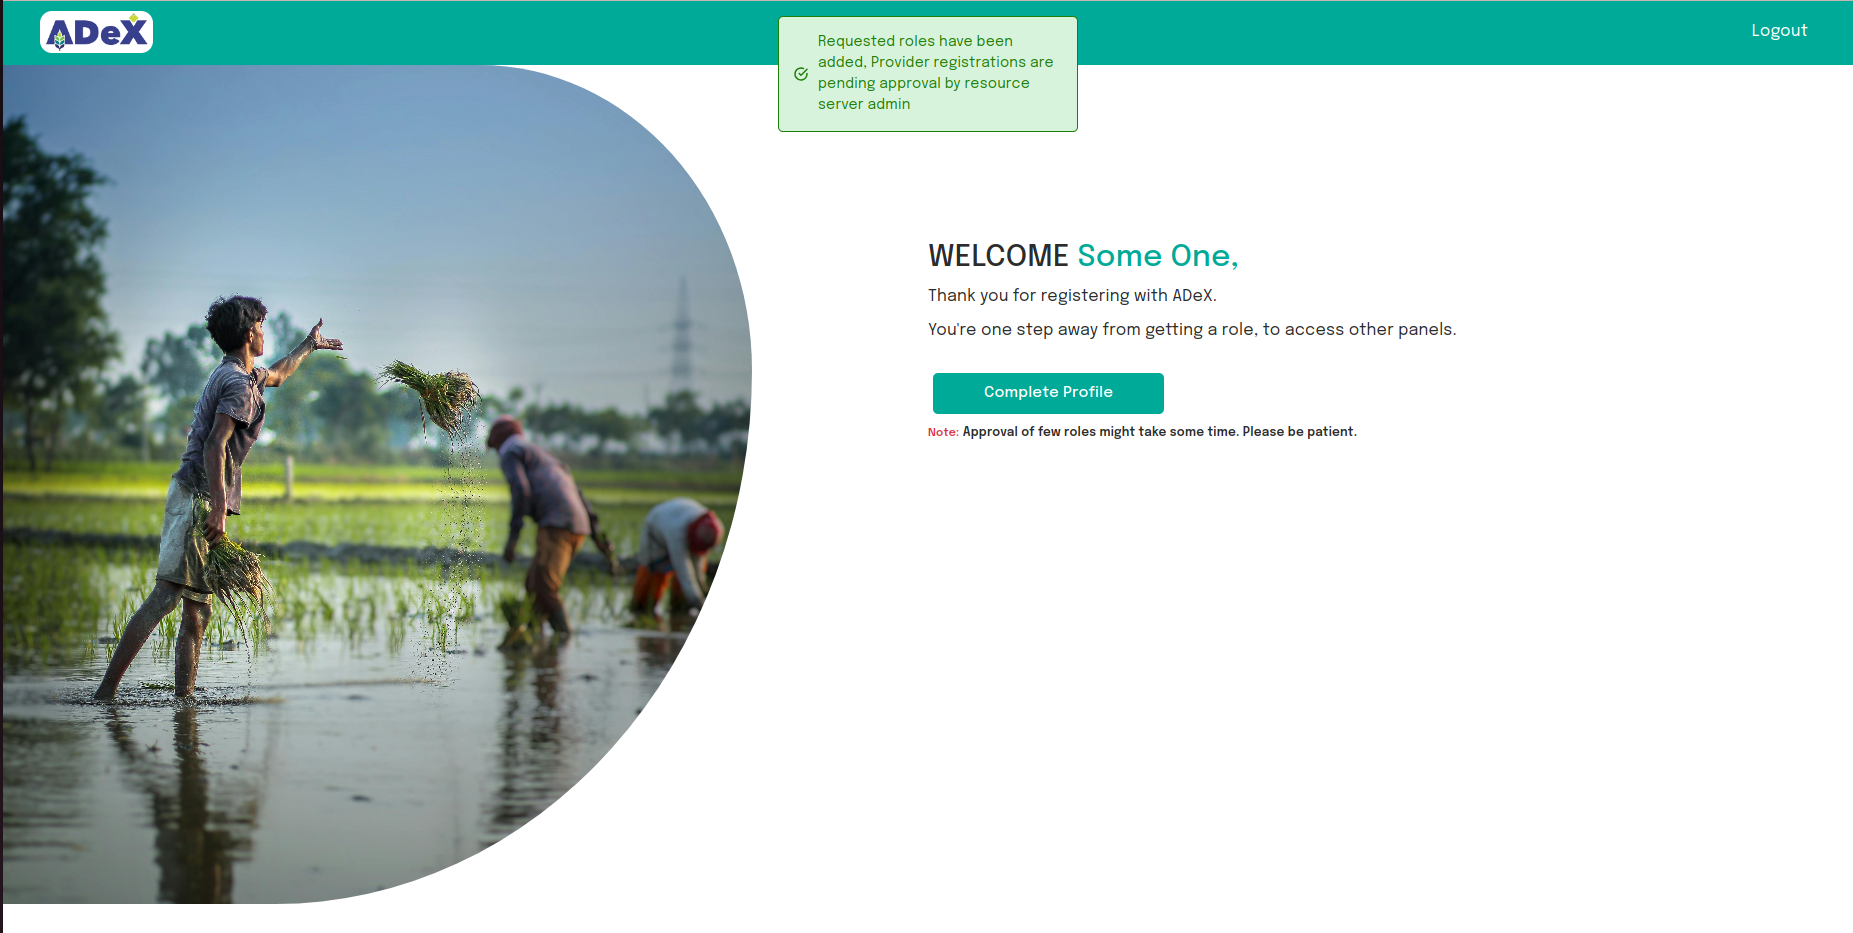 ADeX
Logout
Requested roles have been
added, Provider registrations are
pending approval by resource
server admin
WELCOME Some One,
Thank you for registering with ADeX.
You're one step away from getting a role, to access other panels.
Complete Profile
Note: Approval of few roles might take some time. Please be patient.